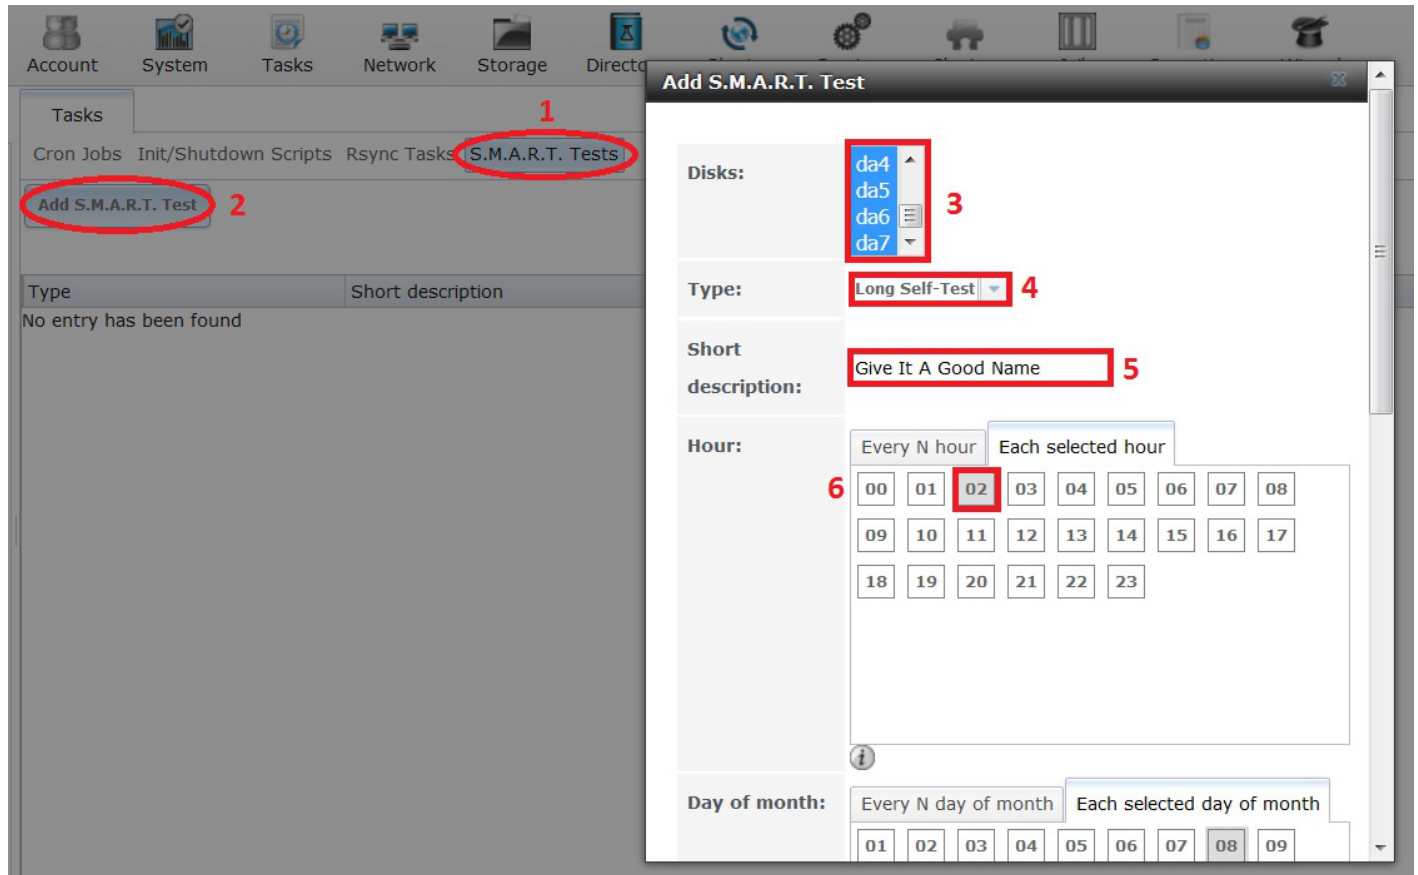 Account System Tasks Network Storage Directo
Add S.M.A.R.T. Test
Tasks
1
Cron Jobs Init/Shutdown Scripts Rsync Tasks S.M.A.R.T. Tests
Add S.M.A.R.T. Test 2
Type Short description
No entry has been found
Disks:
da4
da5
da6
da7
3
Type: Long Self-Test 4
Short
description:
Give It A Good Name 5
Hour: Every N hour Each selected hour
6 00 01 02 03 04 05 06 07 08
09 10 11 12 13 14 15 16 17
18 19 20 21 22 23
i
Day of month: Every N day of month Each selected day of month
01 02 03 04 05 06 07 08 09